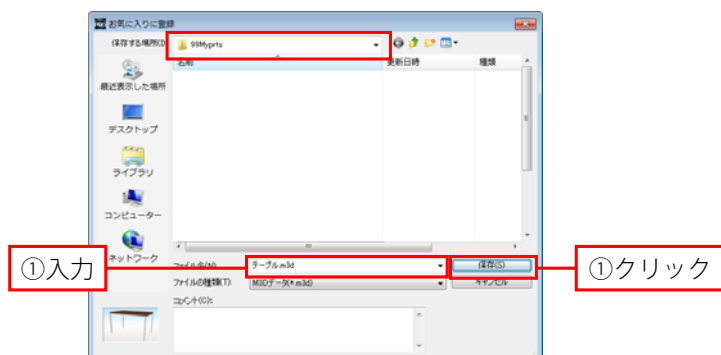 お気に入りに登録
保存する場所(I):
99Myprts
名前
更新日時
種類
最近表示した場所
デスクトップ
ライブラリ
コンピューター
ネットワーク
①入力
ファイル名(N):
テーブル.m3d
保存(S)
①クリック
ファイルの種類(T):
M3Dデータ(*.m3d)
キャンセル
コメント(C):